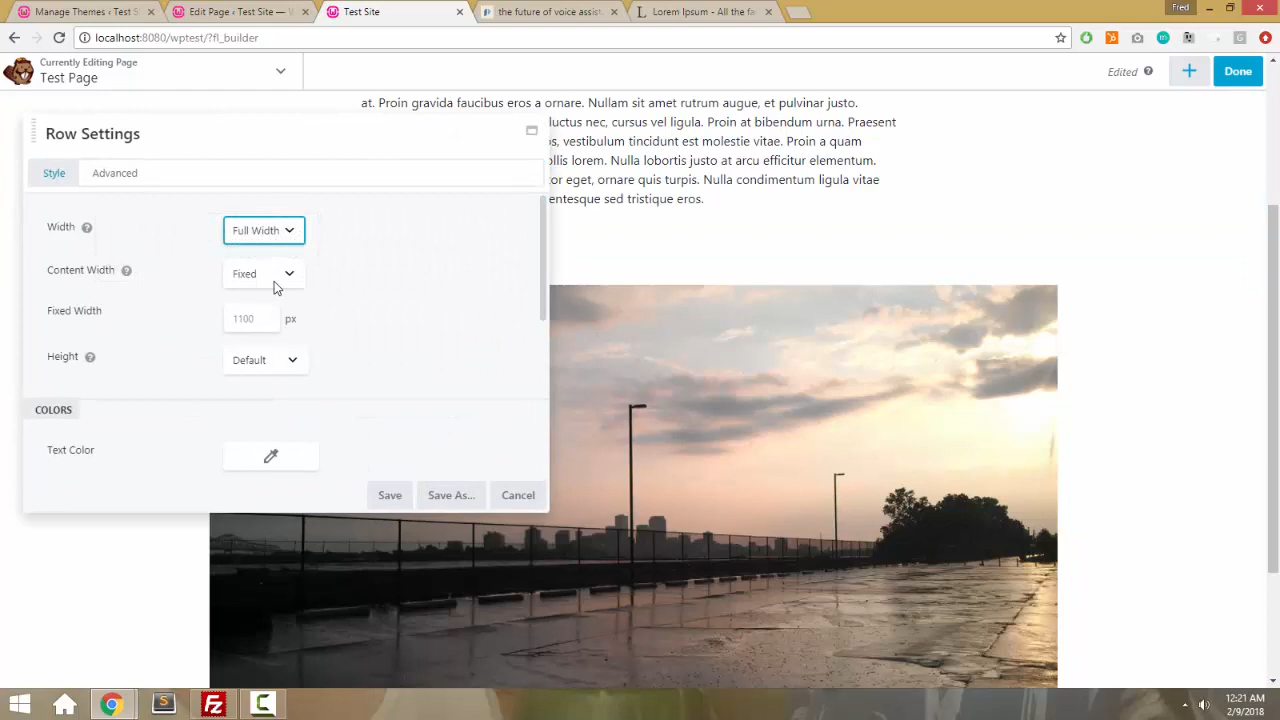 Manage Themes ‹ Test S
Edit Page ‹ Test Site — V
Test Site
the future of voice assist
Lorem Ipsum - All the fa
Fred
localhost:8080/wptest/?fl_builder
Currently Editing Page
Test Page
Edited
Done
at. Proin gravida faucibus eros a ornare. Nullam sit amet rutrum augue, et pulvinar justo.
luctus nec, cursus vel ligula. Proin at bibendum urna. Praesent
s, vestibulum tincidunt est molestie vitae. Proin a quam
ollis lorem. Nulla lobortis justo at arcu efficitur elementum.
tor eget, ornare quis turpis. Nulla condimentum ligula vitae
entesque sed tristique eros.
Row Settings
Style
Advanced
Width
Full Width
Content Width
Fixed
Fixed Width
1100
px
Height
Default
COLORS
Text Color
Save
Save As...
Cancel
12:21 AM
2/9/2018